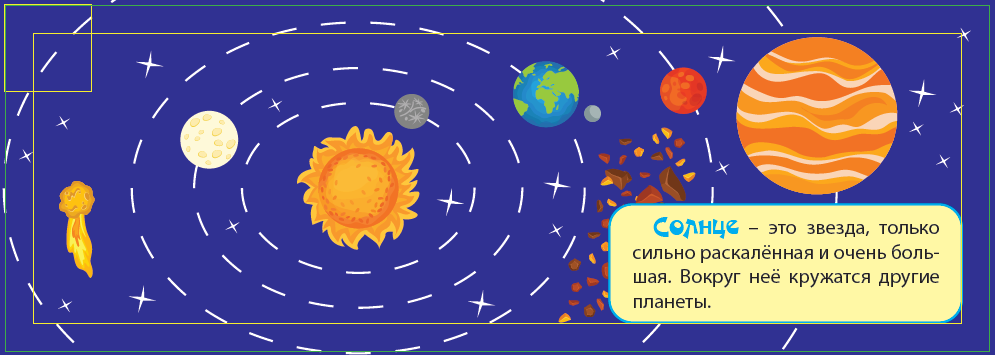 Солнце – это звезда, только
сильно раскалённая и очень боль-
шая. Вокруг неё кружатся другие
планеты.